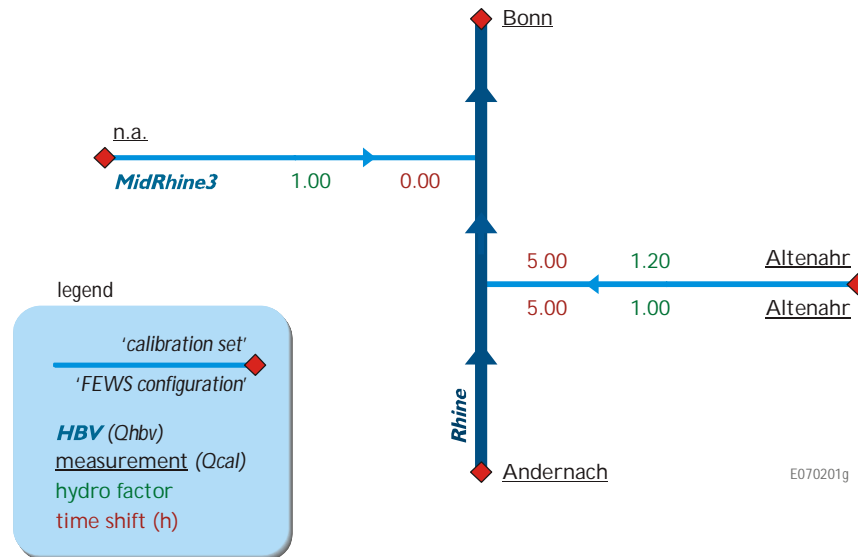 Bonn
n.a.
MidRhine3 1.00 0.00
5.00 1.20 Altenahr
5.00 1.00 Altenahr
Rhine
Andernach
E070201g
legend
'calibration set'
'FEWS configuration'
HBV (Qhbv)
measurement (Qcal)
hydro factor
time shift (h)